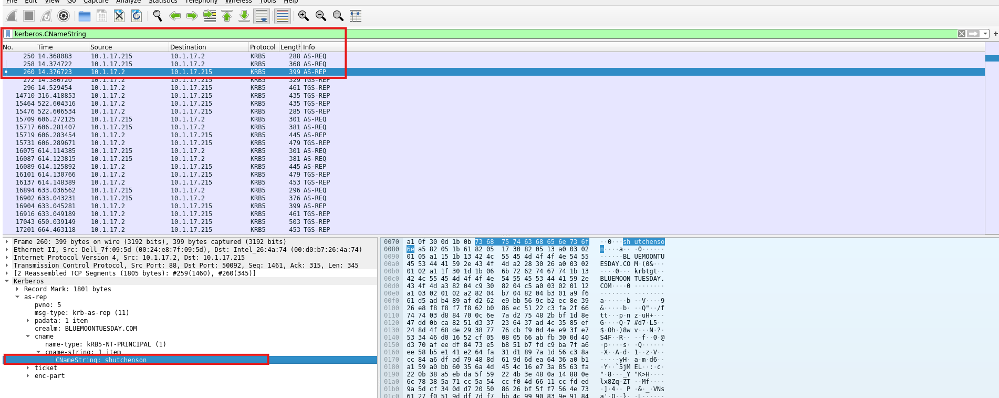 File Edit View Go Capture Analyze Statistics Telephony Wireless Tools Help
kerberos.CNameString
No. Time Source Destination Protocol Length Info
250 14.368083 10.1.17.215 10.1.17.2 KRB5 288 AS-REQ
258 14.374722 10.1.17.215 10.1.17.2 KRB5 368 AS-REQ
260 14.376723 10.1.17.2 10.1.17.215 KRB5 399 AS-REP
272 14.380720 10.1.17.2 10.1.17.215 KRB5 329 TGS-REP
296 14.529454 10.1.17.2 10.1.17.215 KRB5 461 TGS-REP
14710 316.418853 10.1.17.2 10.1.17.215 KRB5 435 TGS-REP
15464 522.604316 10.1.17.2 10.1.17.215 KRB5 435 TGS-REP
15476 522.606534 10.1.17.2 10.1.17.215 KRB5 285 TGS-REP
15709 606.272125 10.1.17.215 10.1.17.2 KRB5 301 AS-REQ
15717 606.281407 10.1.17.215 10.1.17.2 KRB5 381 AS-REQ
15719 606.283454 10.1.17.2 10.1.17.215 KRB5 445 AS-REP
15731 606.289671 10.1.17.2 10.1.17.215 KRB5 479 TGS-REP
16075 614.114385 10.1.17.215 10.1.17.2 KRB5 301 AS-REQ
16087 614.123815 10.1.17.215 10.1.17.2 KRB5 381 AS-REQ
16089 614.125892 10.1.17.2 10.1.17.215 KRB5 445 AS-REP
16101 614.130766 10.1.17.2 10.1.17.215 KRB5 479 TGS-REP
16137 614.148389 10.1.17.2 10.1.17.215 KRB5 453 TGS-REP
16894 633.036562 10.1.17.215 10.1.17.2 KRB5 296 AS-REQ
16902 633.043231 10.1.17.215 10.1.17.2 KRB5 376 AS-REQ
16904 633.045281 10.1.17.2 10.1.17.215 KRB5 399 AS-REP
16916 633.049189 10.1.17.2 10.1.17.215 KRB5 461 TGS-REP
17043 650.039149 10.1.17.2 10.1.17.215 KRB5 503 TGS-REP
17201 664.463118 10.1.17.2 10.1.17.215 KRB5 453 TGS-REP
Frame 260: 399 bytes on wire (3192 bits), 399 bytes captured (3192 bits)
Ethernet II, Src: Dell_7f:09:5d (00:24:e8:7f:09:5d), Dst: Intel_26:4a:74 (00:d0:b7:26:4a:74)
Internet Protocol Version 4, Src: 10.1.17.2, Dst: 10.1.17.215
Transmission Control Protocol, Src Port: 88, Dst Port: 50092, Seq: 1461, Ack: 315, Len: 345
[2 Reassembled TCP Segments (1805 bytes): #259(1460), #260(345)]
Kerberos
Record Mark: 1801 bytes
as-rep
pvno: 5
msg-type: krb-as-rep (11)
padata: 1 item
crealm: BLUEMOONTUESDAY.COM
cname
name-type: kRB5-NT-PRINCIPAL (1)
cname-string: 1 item
CNameString: shutchenson
ticket
enc-part
0070 a1 0f 30 0d 1b 0b 73 68 75 74 63 68 65 6e 73 6f ··0···sh utchenso
0080 6e a5 82 05 1b 61 82 05 17 30 82 05 13 a0 03 02 n····a·· ·0······
0090 01 05 a1 15 1b 13 42 4c 55 45 4d 4f 4f 4e 54 55 ······BL UEMOONTU
00a0 45 53 44 41 59 2e 43 4f 4d a2 28 30 26 a0 03 02 ESDAY.CO M·(0&···
00b0 01 02 a1 1f 30 1d 1b 06 6b 72 62 74 67 74 1b 13 ····0··· krbtgt··
00c0 42 4c 55 45 4d 4f 4f 4e 54 55 45 53 44 41 59 2e BLUEMOON TUESDAY.
00d0 43 4f 4d a3 82 04 c9 30 82 04 c5 a0 03 02 01 12 COM····0 ········
00e0 a1 03 02 01 02 a2 82 04 b7 04 82 04 b3 01 a9 f6 ········ ········
00f0 61 d5 ad b4 89 af d2 62 e9 bb 56 9c b2 ec 8e 39 a······b ··V····9
0100 26 e8 f8 f8 f7 f8 62 b0 86 ec 51 22 c3 fa 2f 66 &·····b· ··Q"··/f
0110 74 74 03 d8 84 70 0c 6e 7a d2 75 48 2b bf 1d 8e tt···p·n z·uH+···
0120 47 dd 0b ca 82 51 d3 37 23 64 37 ad 4c 35 85 ef G····Q·7 #d7·L5··
0130 24 8d 4f 68 de 29 38 77 76 cb f9 0d 4e e9 3f e7 $·Oh·)8w v···N·?·
0140 53 34 46 d0 16 52 cf 05 08 05 66 ab fb 30 0d 40 S4F··R·· ··f··0·@
0150 d3 70 af ee df 84 73 e5 b8 51 b7 fd c9 ba 7f a6 ·p····s· ·Q······
0160 ee 58 b5 e1 41 e2 64 fa 31 d1 89 7a 1d 56 c3 8a ·X··A·d· 1··z·V··
0170 cc 84 a6 df ad 79 48 8d 61 9d 6d ea 64 36 a0 b1 ·····yH· a·m·d6··
0180 a1 59 a0 bb 60 35 6a 4d 45 4c 16 e7 3a 85 63 fa ·Y··`5jM EL··:·c·
0190 22 0b 38 a5 eb da 5f 59 22 4b 3e 48 0a 14 88 0e "·8···_Y "K>H····
01a0 6c 78 38 5a 71 cc 5a 54 cc f0 4d 66 11 cc fd ed lx8Zq·ZT ··Mf····
01b0 9a 5d cf 34 0d d7 20 50 86 26 bf 5f f7 56 4e 73 ·]·4·· P ·&·_·VNs
01c0 61 27 f0 51 9d df 7d f7 bb 4c 99 90 83 9e 91 84 a'·Q··}· ·L······